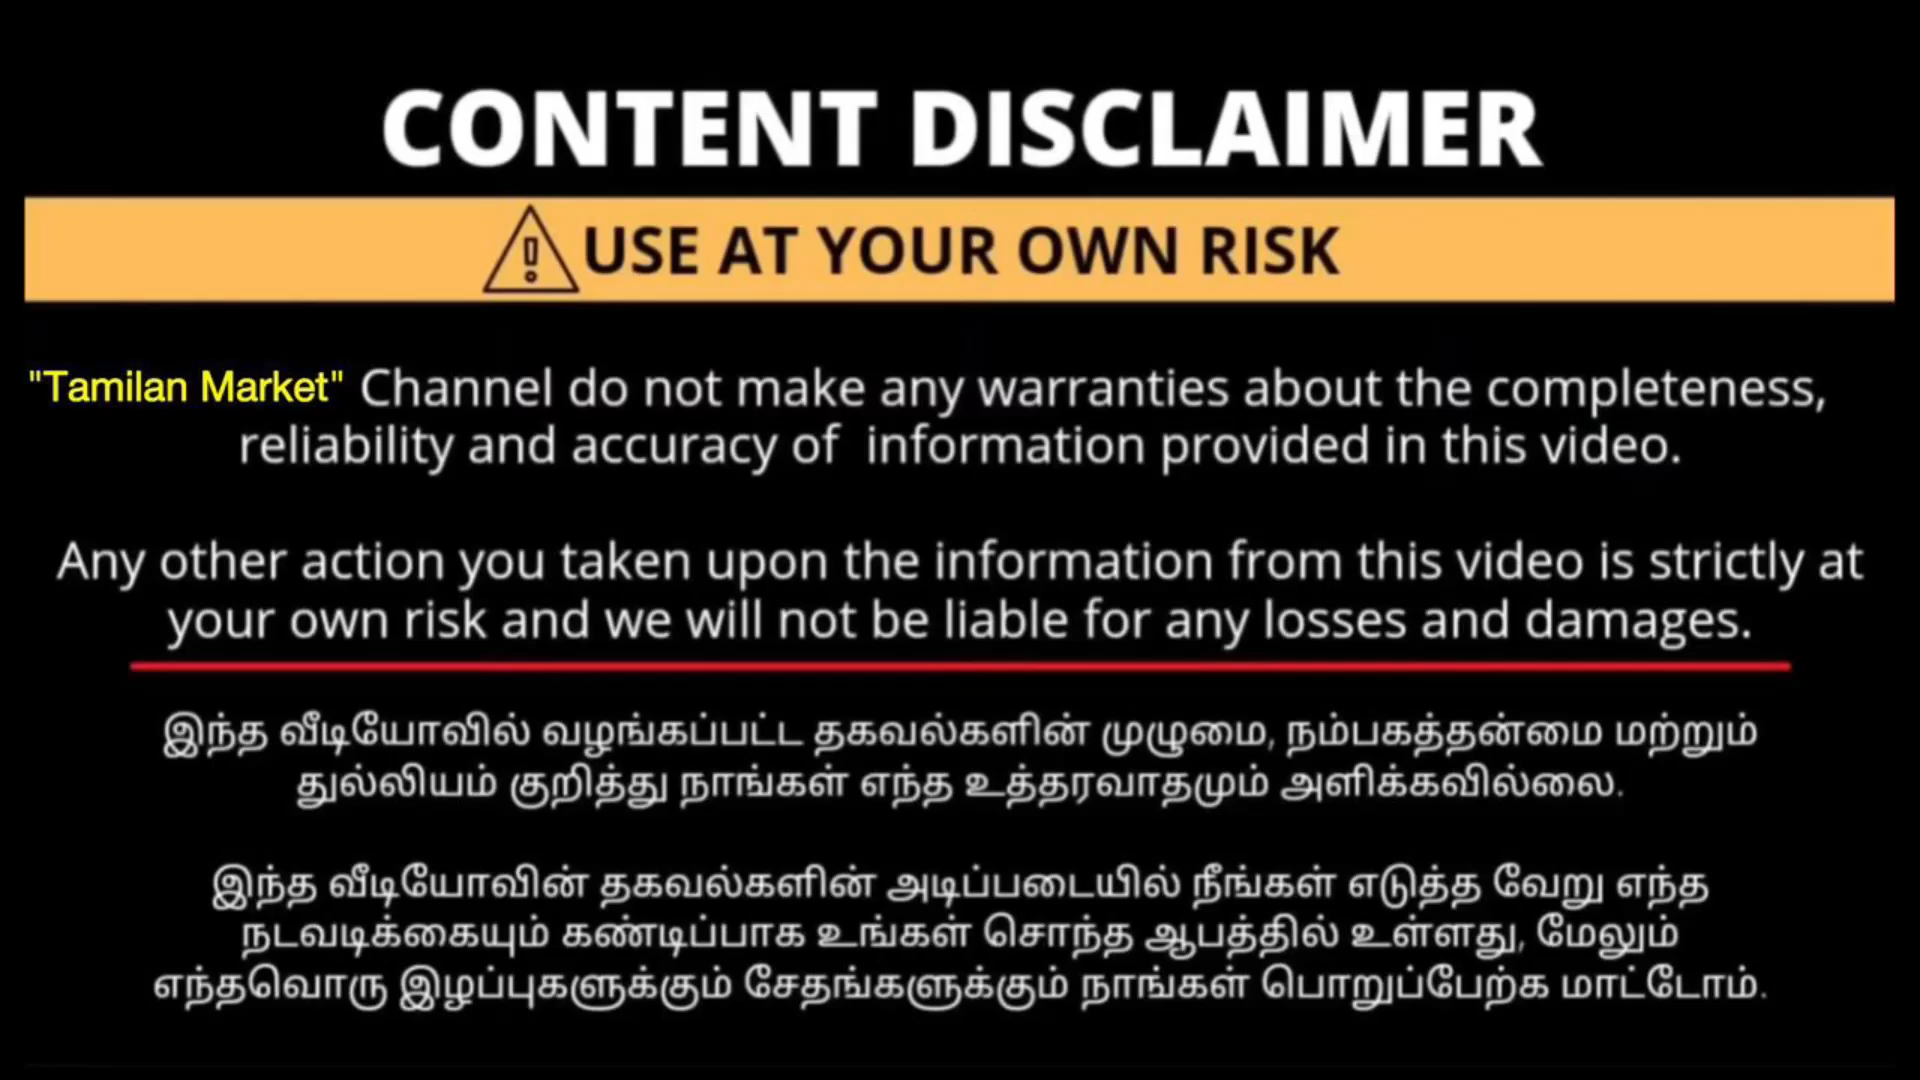 CONTENT DISCLAIMER
USE AT YOUR OWN RISK
"Tamilan Market" Channel do not make any warranties about the completeness,
reliability and accuracy of information provided in this video.
Any other action you taken upon the information from this video is strictly at
your own risk and we will not be liable for any losses and damages.
இந்த வீடியோவில் வழங்கப்பட்ட தகவல்களின் முழுமை, நம்பகத்தன்மை மற்றும்
துல்லியம் குறித்து நாங்கள் எந்த உத்தரவாதமும் அளிக்கவில்லை.
இந்த வீடியோவின் தகவல்களின் அடிப்படையில் நீங்கள் எடுத்த வேறு எந்த
நடவடிக்கையும் கண்டிப்பாக உங்கள் சொந்த ஆபத்தில் உள்ளது, மேலும்
எந்தவொரு இழப்புகளுக்கும் சேதங்களுக்கும் நாங்கள் பொறுப்பேற்க மாட்டோம்.